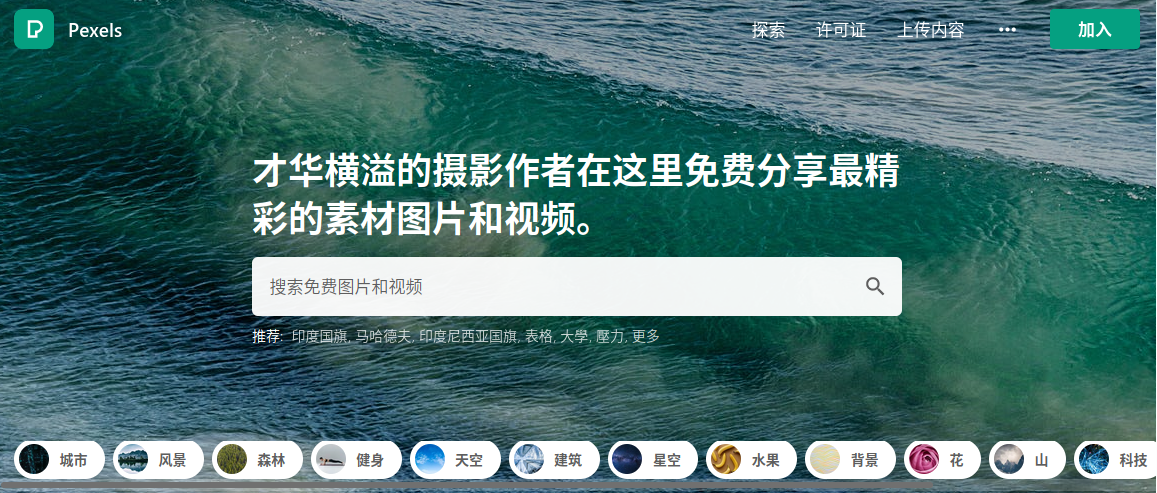 Pexels
探索 许可证 上传内容 ••• 加入
才华横溢的摄影作者在这里免费分享最精
彩的素材图片和视频。
搜索免费图片和视频
推荐: 印度国旗, 马哈德夫, 印度尼西亚国旗, 表格, 大學, 壓力, 更多
城市 风景 森林 健身 天空 建筑 星空 水果 背景 花 山 科技